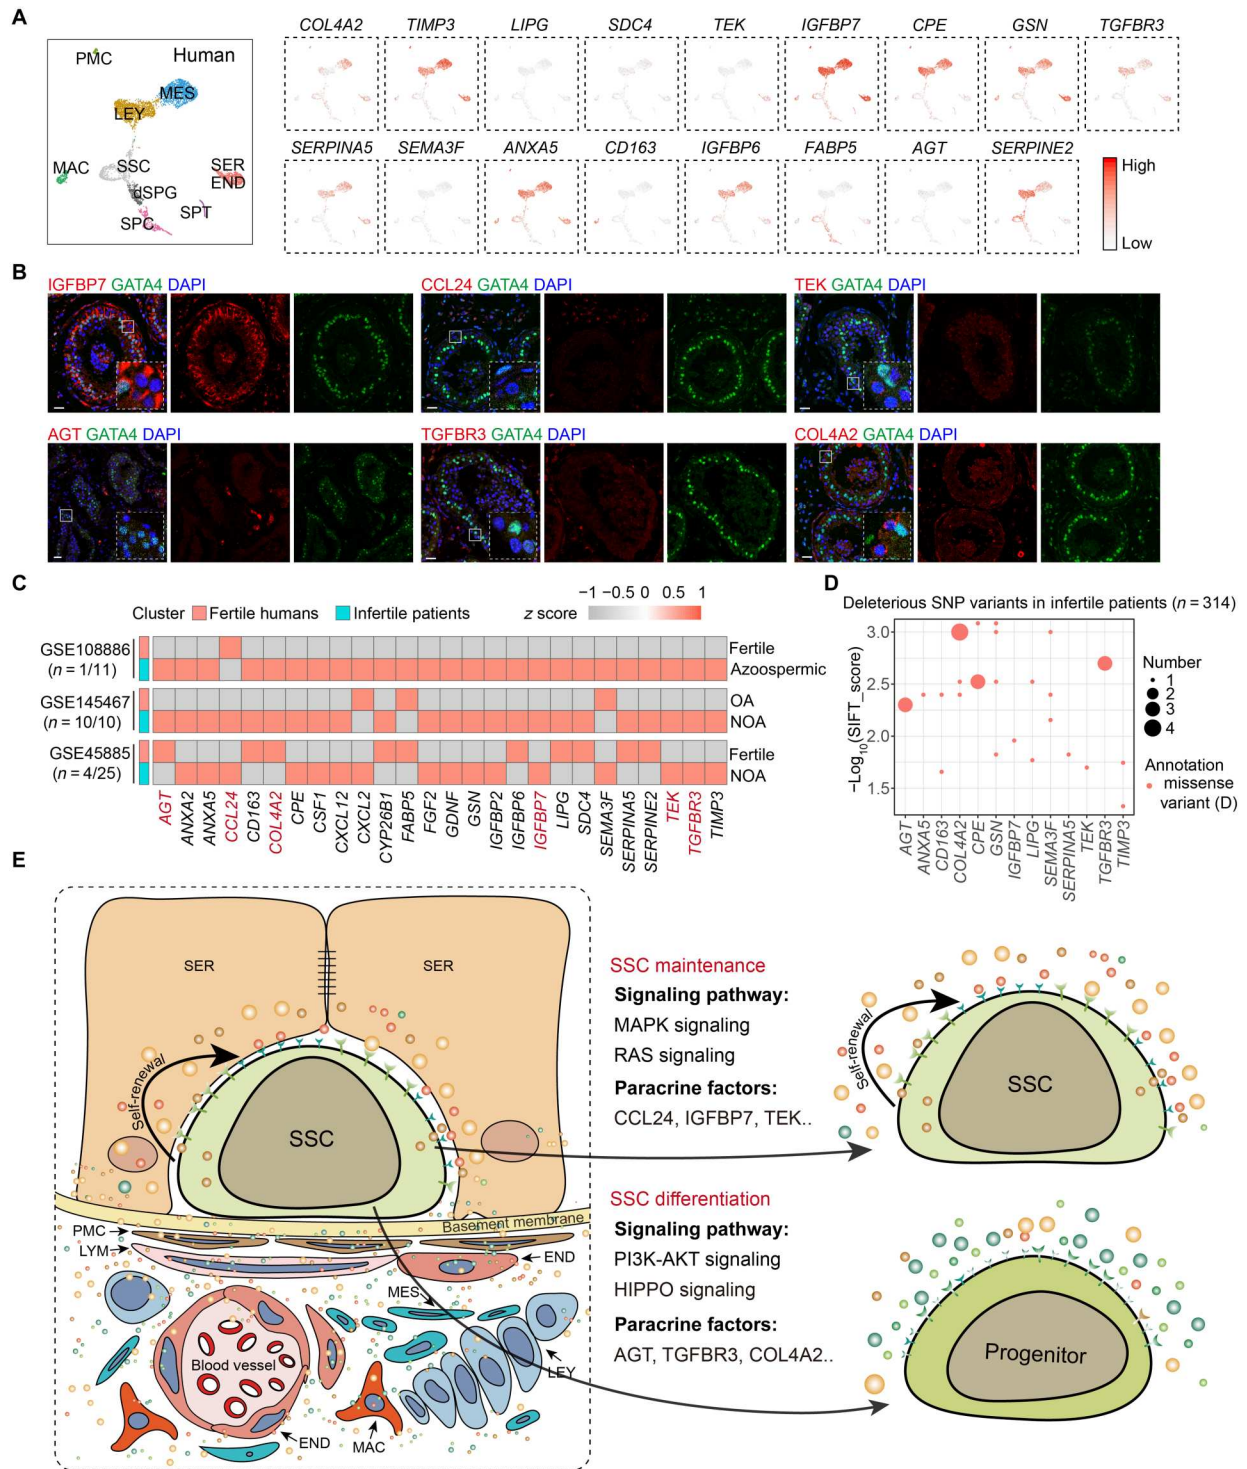 A
Human
PMC
MES
LEY
MAC
SSC
SER
END
dSPG
SPT
SPC
COL4A2 TIMP3 LIPG SDC4 TEK IGFBP7 CPE GSN TGFBR3
SERPINA5 SEMA3F ANXA5 CD163 IGFBP6 FABP5 AGT SERPINE2
High
Low
B
IGFBP7 GATA4 DAPI
CCL24 GATA4 DAPI
TEK GATA4 DAPI
AGT GATA4 DAPI
TGFBR3 GATA4 DAPI
COL4A2 GATA4 DAPI
C
Cluster Fertile humans Infertile patients
z score
−1 −0.5 0 0.5 1
GSE108886
(n = 1/11)
Fertile
Azoospermic
GSE145467
(n = 10/10)
OA
NOA
GSE45885
(n = 4/25)
Fertile
NOA
AGT ANXA2 ANXA5 CCL24 CD163 COL4A2 CPE CSF1 CXCL12 CXCL2 CYP26B1 FABP5 FGF2 GDNF GSN IGFBP2 IGFBP6 IGFBP7 LIPG SDC4 SEMA3F SERPINA5 SERPINE2 TEK TGFBR3 TIMP3
D
Deleterious SNP variants in infertile patients (n = 314)
−Log10(SIFT_score)
3.0
2.5
2.0
1.5
AGT ANXA5 CD163 COL4A2 CPE GSN IGFBP7 LIPG SEMA3F SERPINA5 TEK TGFBR3 TIMP3
Number
1
2
3
4
Annotation
missense
variant (D)
E
SER
SER
Self-renewal
SSC
Basement membrane
PMC
LYM
END
MES
Blood vessel
LEY
END
MAC
SSC maintenance
Signaling pathway:
MAPK signaling
RAS signaling
Paracrine factors:
CCL24, IGFBP7, TEK..
SSC differentiation
Signaling pathway:
PI3K-AKT signaling
HIPPO signaling
Paracrine factors:
AGT, TGFBR3, COL4A2..
Self-renewal
SSC
Progenitor